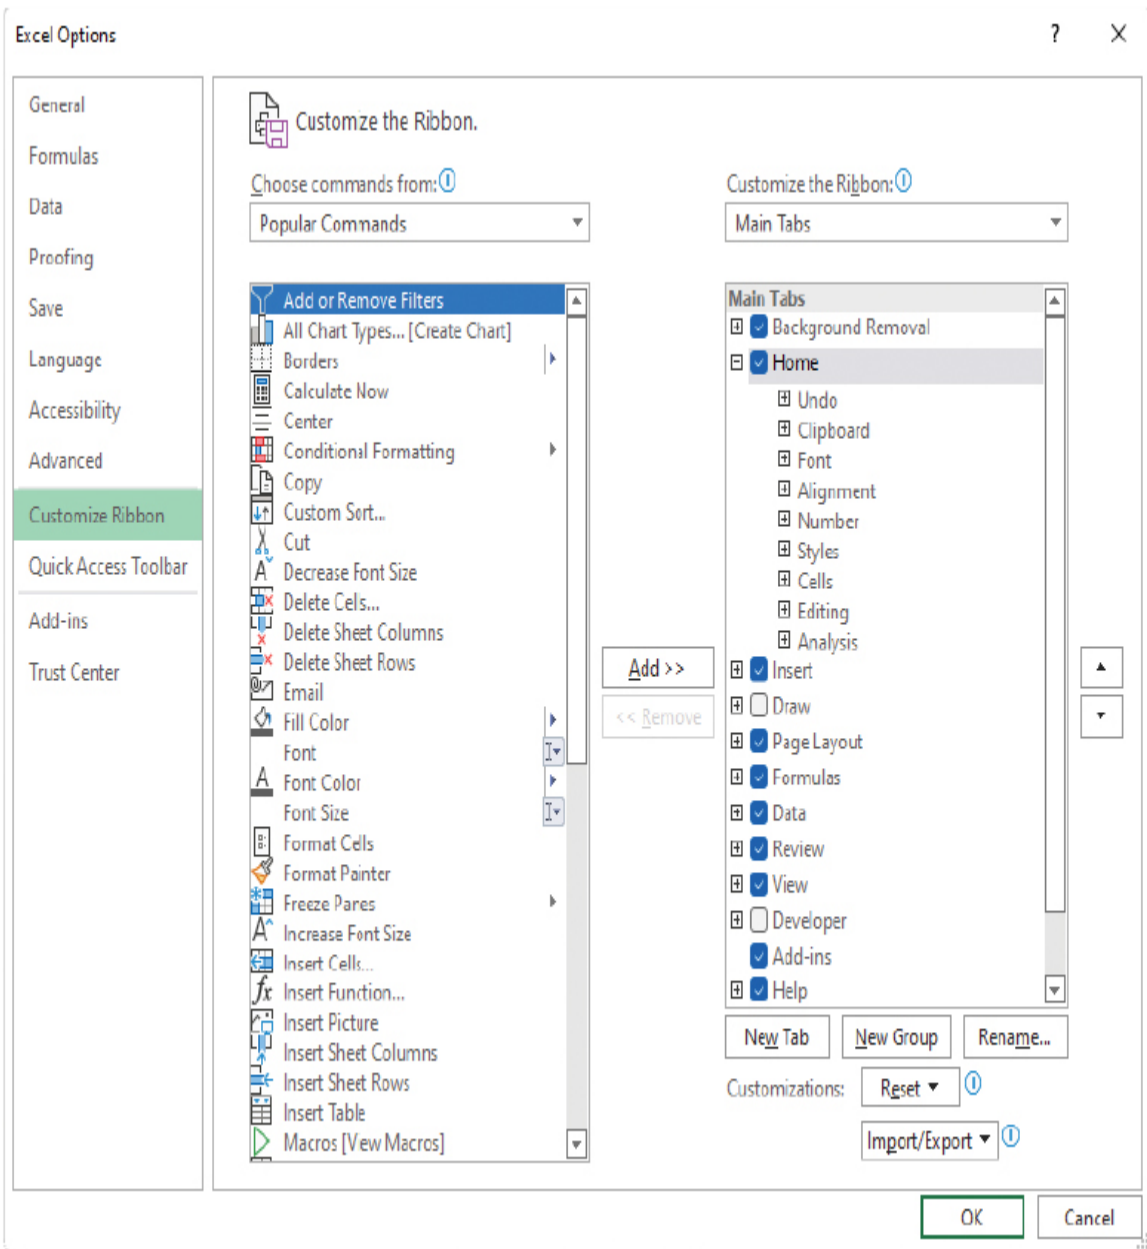 Excel Options
?
General
Formulas
Data
Proofing
Save
Language
Accessibility
Advanced
Customize Ribbon
Quick Access Toolbar
Add-ins
Trust Center
Customize the Ribbon.
Choose commands from:
Popular Commands
Add or Remove Filters
All Chart Types... [Create Chart]
Borders
Calculate Now
Center
Conditional Formatting
Copy
Custom Sort...
Cut
Decrease Font Size
Delete Cells...
Delete Sheet Columns
Delete Sheet Rows
Email
Fill Color
Font
Font Color
Font Size
Format Cells
Format Painter
Freeze Panes
Increase Font Size
Insert Cells...
Insert Function...
Insert Picture
Insert Sheet Columns
Insert Sheet Rows
Insert Table
Macros [View Macros]
Add >>
<< Remove
Customize the Ribbon:
Main Tabs
Main Tabs
Background Removal
Home
Undo
Clipboard
Font
Alignment
Number
Styles
Cells
Editing
Analysis
Insert
Draw
Page Layout
Formulas
Data
Review
View
Developer
Add-ins
Help
New Tab New Group Rename...
Customizations: Reset
Import/Export
OK Cancel